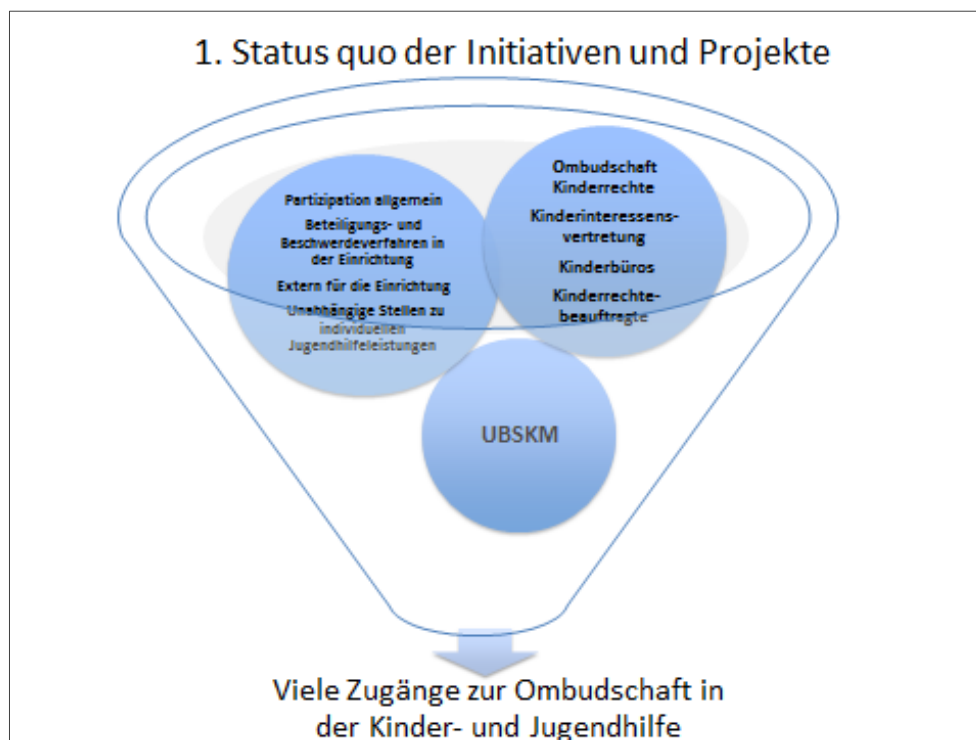 1. Status quo der Initiativen und Projekte
Partizipation allgemein
Beteiligungs- und
Beschwerdeverfahren in
der Einrichtung
Extern für die Einrichtung
Unabhängige Stellen zu
individuellen
Jugendhilfeleistungen
Ombudschaft
Kinderrechte
Kinderinteressens-
vertretung
Kinderbüros
Kinderrechte-
beauftragte
UBSKM
Viele Zugänge zur Ombudschaft in
der Kinder- und Jugendhilfe